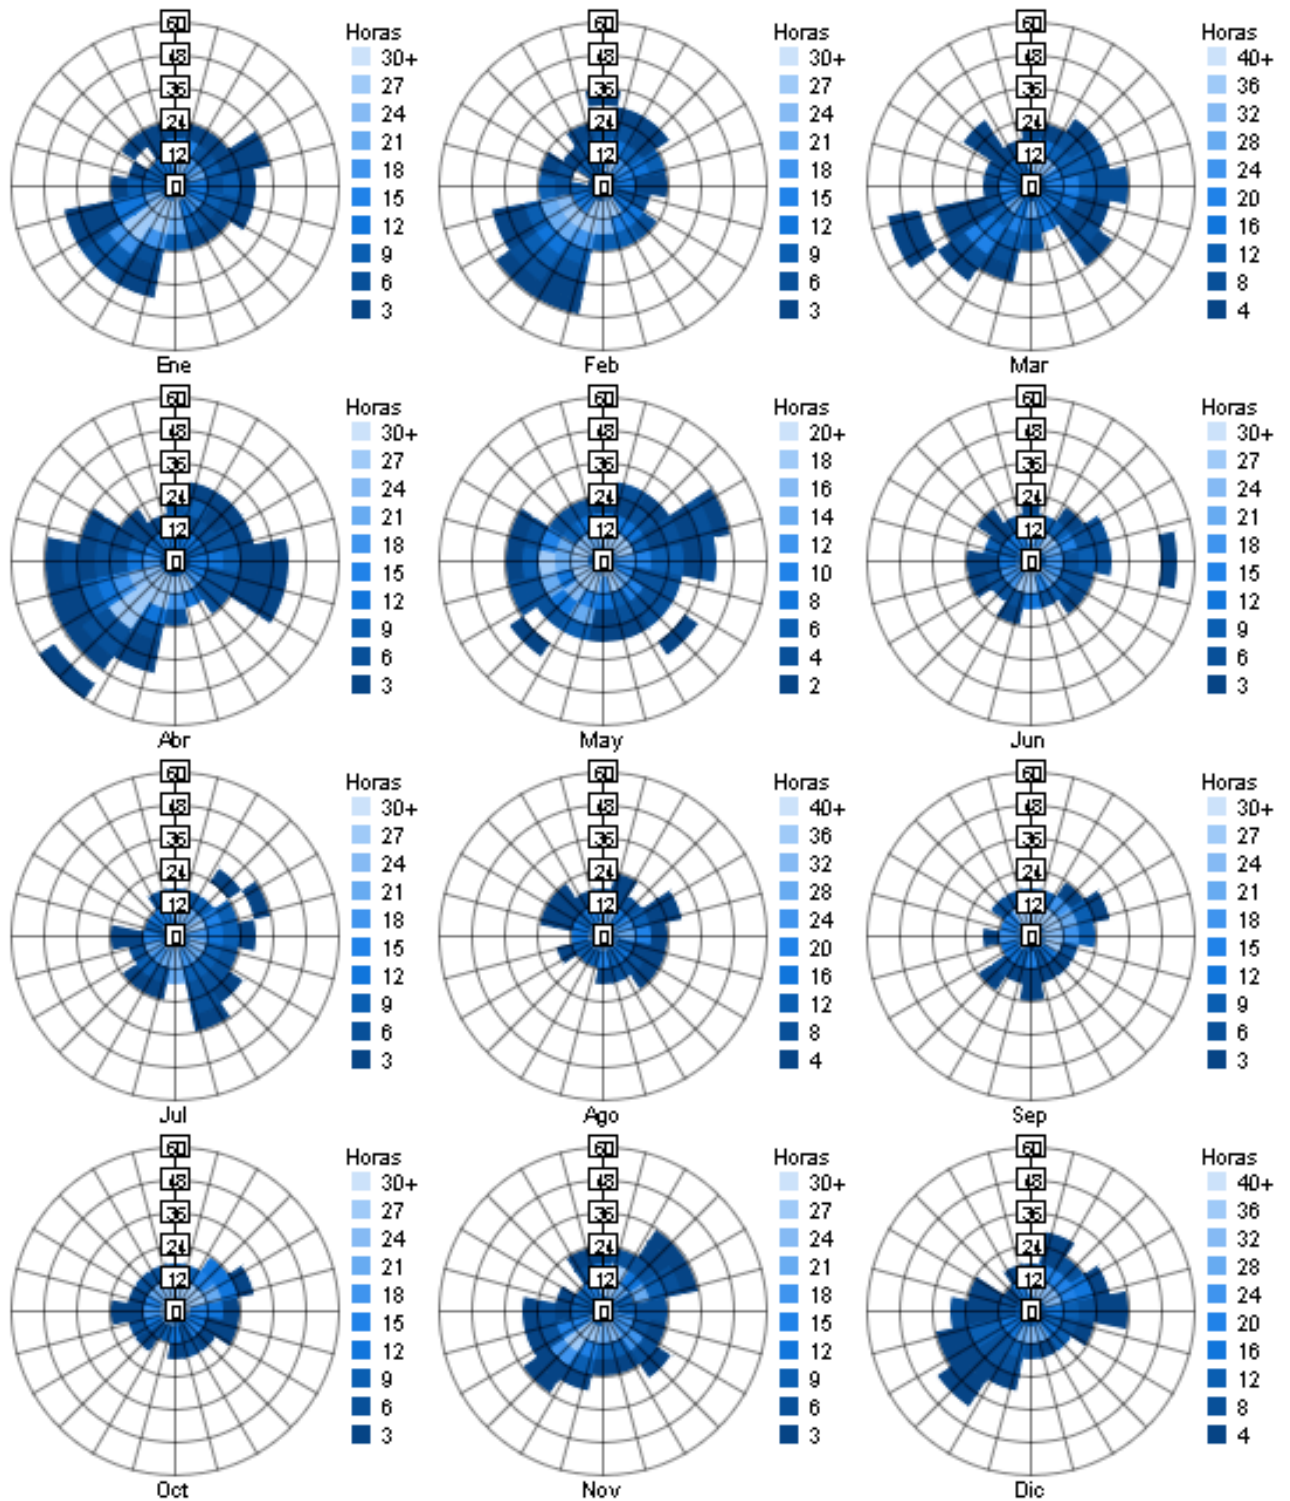 60 Horas 60 Horas 60 Horas
48 30+ 48 30+ 48 40+
36 27 36 27 36 36
24 24 24 24 24 32
12 21 12 21 12 28
0 18 0 18 0 24
15 15 20
12 12 16
9 9 12
6 6 8
3 3 4
Ene Feb Mar
60 Horas 60 Horas 60 Horas
48 30+ 48 20+ 48 30+
36 27 36 18 36 27
24 24 24 16 24 24
12 21 12 14 12 21
0 18 0 12 0 18
15 10 15
12 8 12
9 6 9
6 4 6
3 2 3
Abr May Jun
60 Horas 60 Horas 60 Horas
48 30+ 48 40+ 48 30+
36 27 36 36 36 27
24 24 24 32 24 24
12 21 12 28 12 21
0 18 0 24 0 18
15 20 15
12 16 12
9 12 9
6 8 6
3 4 3
Jul Ago Sep
60 Horas 60 Horas 60 Horas
48 30+ 48 30+ 48 40+
36 27 36 27 36 36
24 24 24 24 24 32
12 21 12 21 12 28
0 18 0 18 0 24
15 15 20
12 12 16
9 9 12
6 6 8
3 3 4
Oct Nov Dic